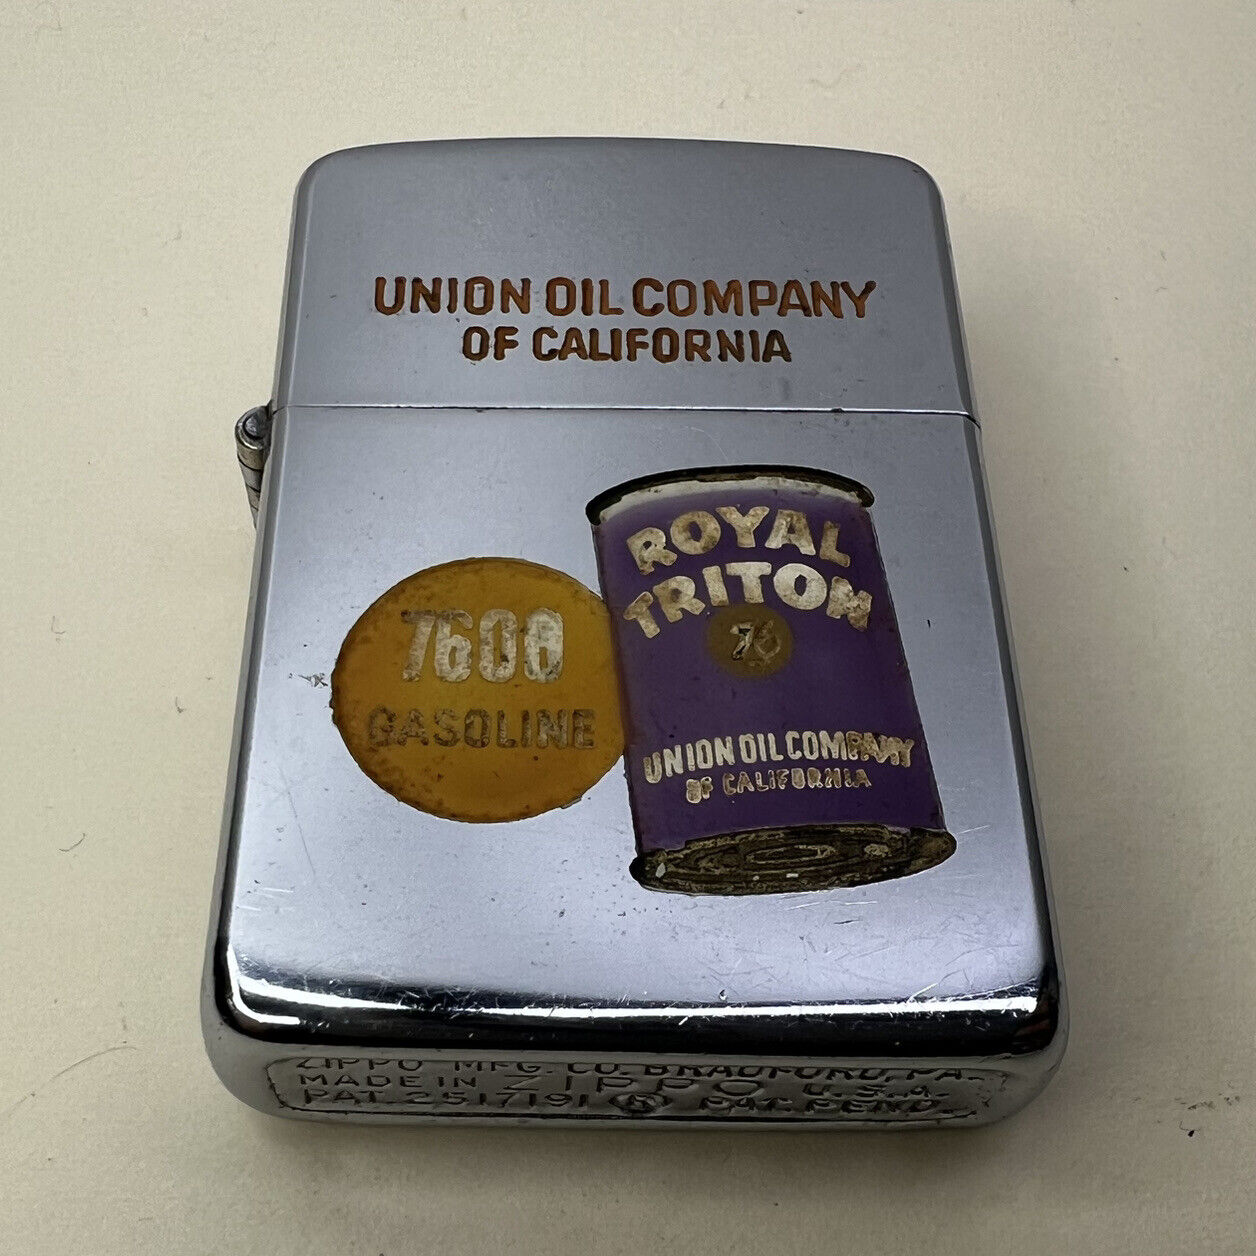 UNION OIL COMPANY
OF CALIFORNIA
7600
GASOLINE
ROYAL
TRITON
76
UNION OIL COMPANY
OF CALIFORNIA
ZIPPO MFG. CO. BRADFORD, PA.
MADE IN ZIPPO U.S.A.
PAT. 2517191 ® PAT. PEND.